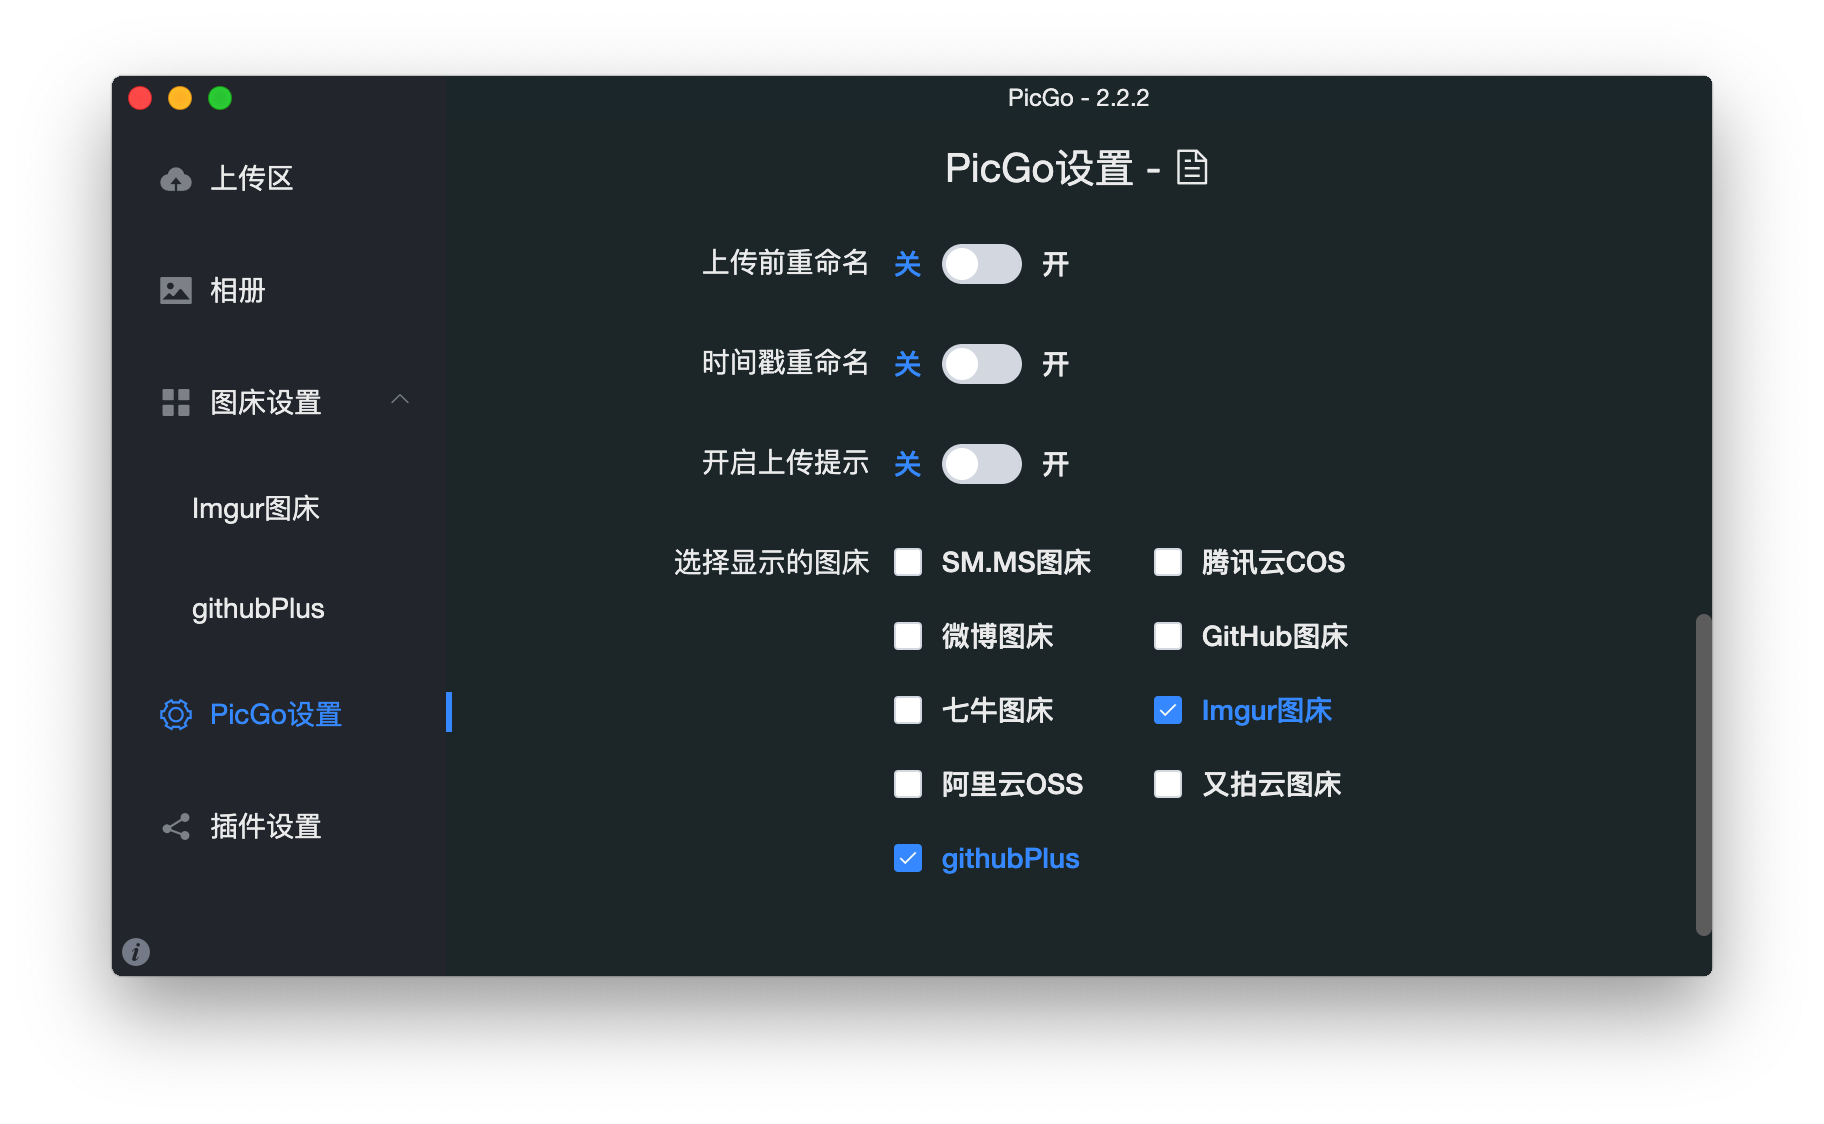 PicGo - 2.2.2
上传区
相册
图床设置
Imgur图床
githubPlus
PicGo设置
插件设置
PicGo设置 -
上传前重命名 关 开
时间戳重命名 关 开
开启上传提示 关 开
选择显示的图床 SM.MS图床 腾讯云COS
微博图床 GitHub图床
七牛图床 Imgur图床
阿里云OSS 又拍云图床
githubPlus